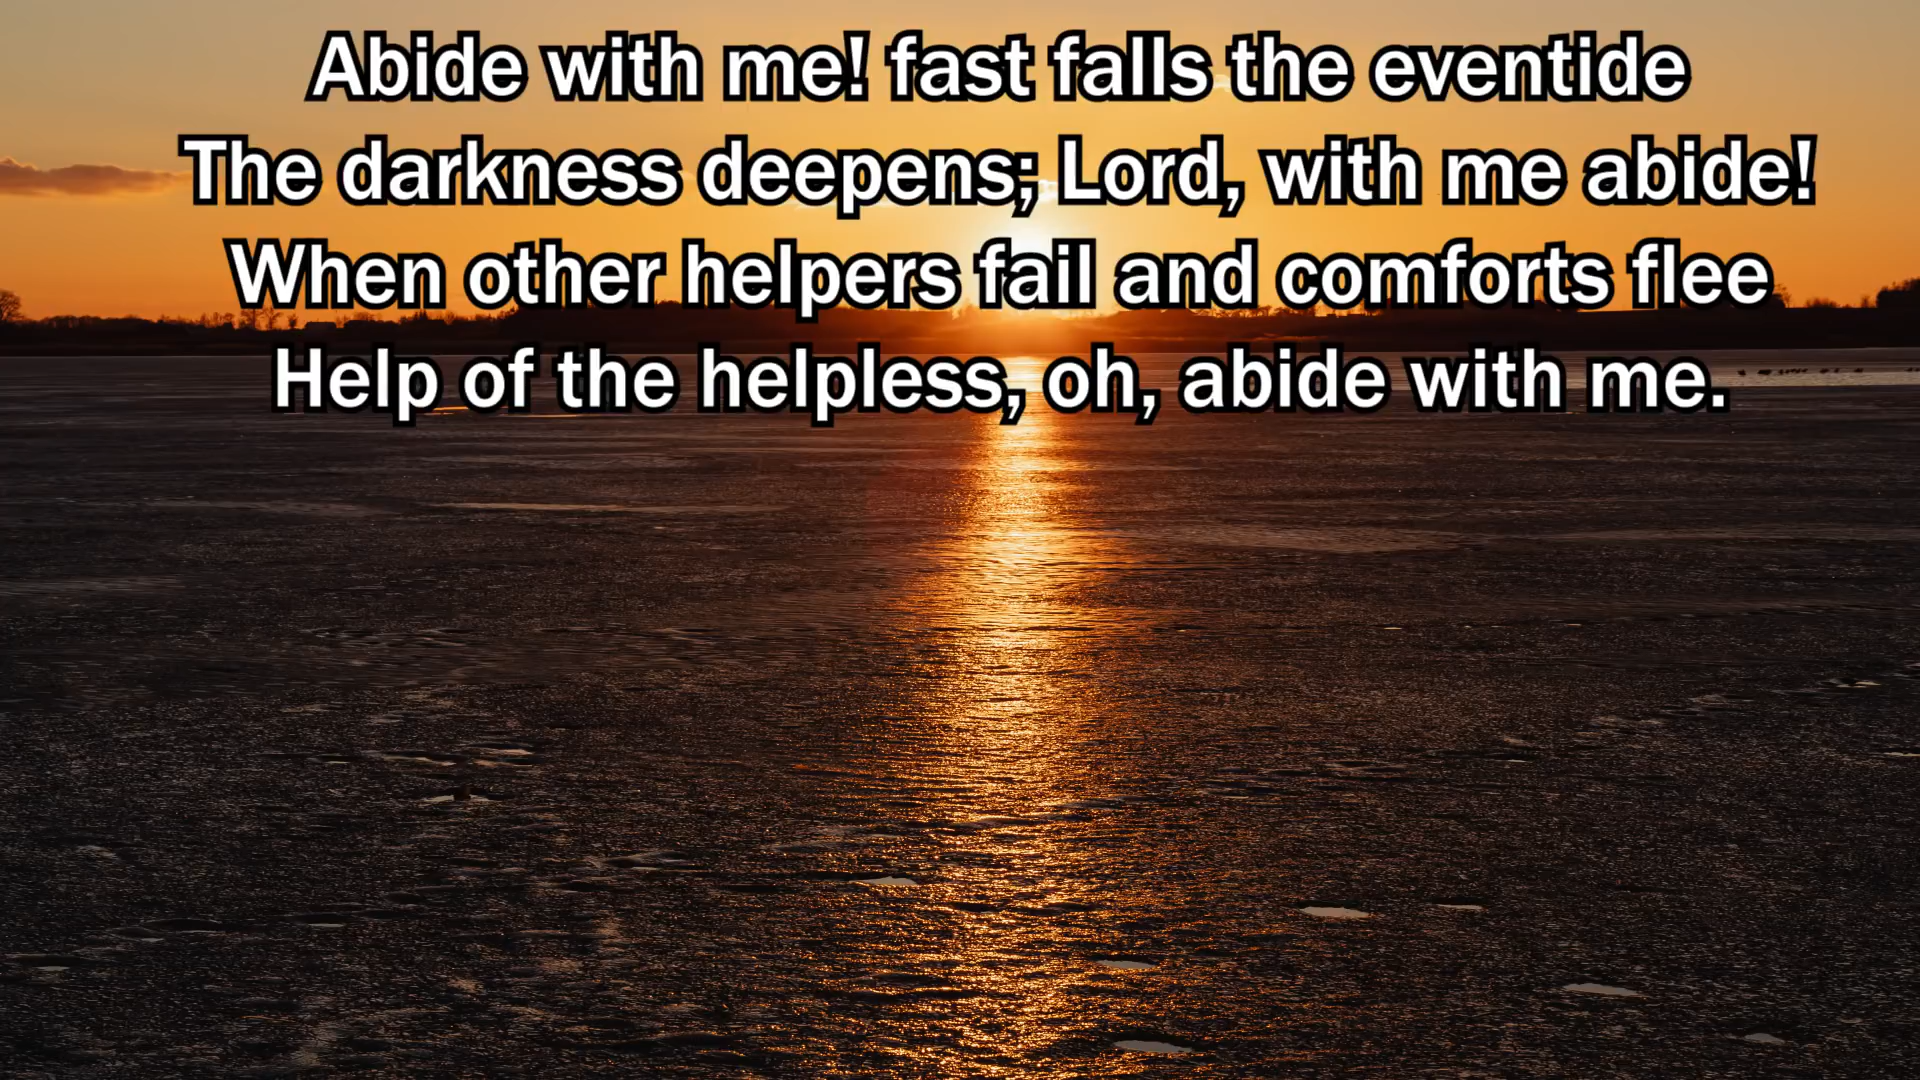 Abide with me! fast falls the eventide
The darkness deepens; Lord, with me abide!
When other helpers fail and comforts flee
Help of the helpless, oh, abide with me.